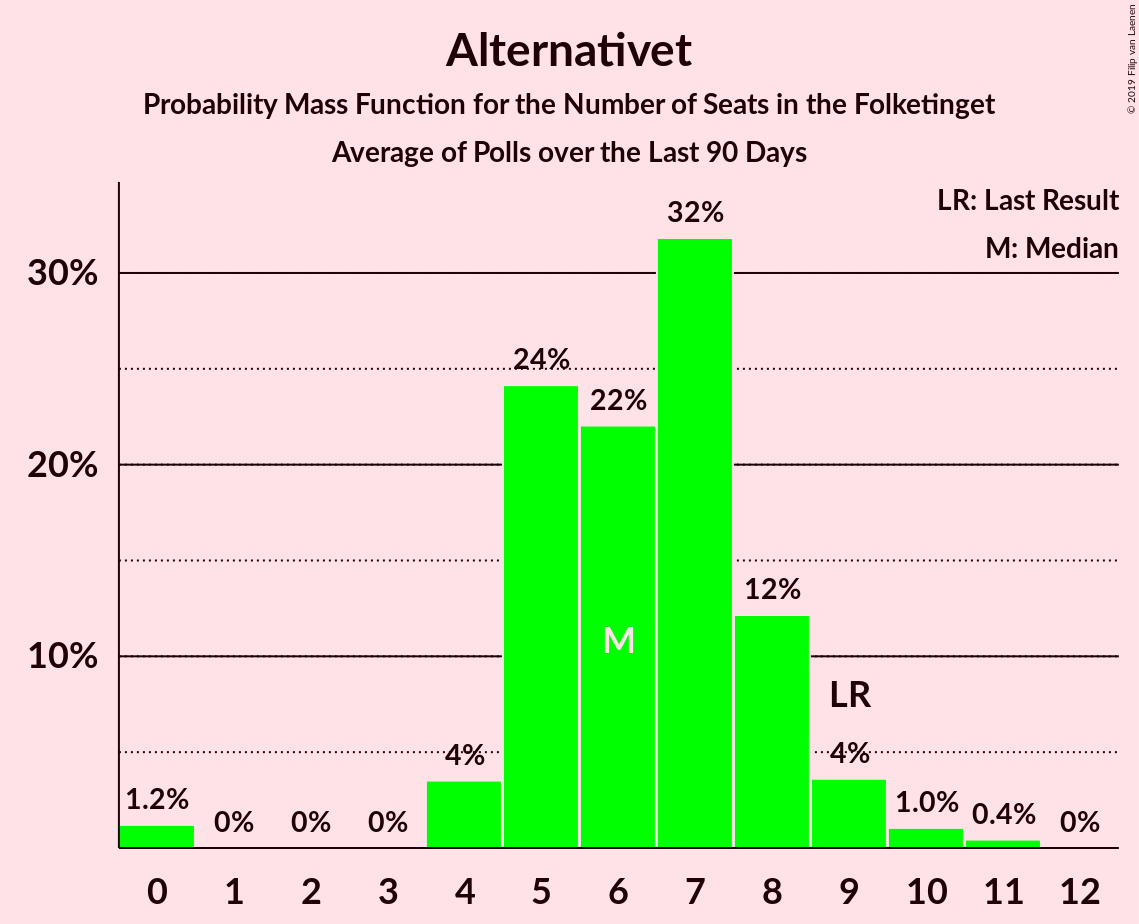 Alternativet
Probability Mass Function for the Number of Seats in the Folketinget
Average of Polls over the Last 90 Days
© 2019 Filip van Laenen
LR: Last Result
M: Median
30%
20%
10%
1.2%
0%
0%
0%
4%
24%
22%
32%
12%
4%
1.0%
0.4%
0%
M
LR
0 1 2 3 4 5 6 7 8 9 10 11 12